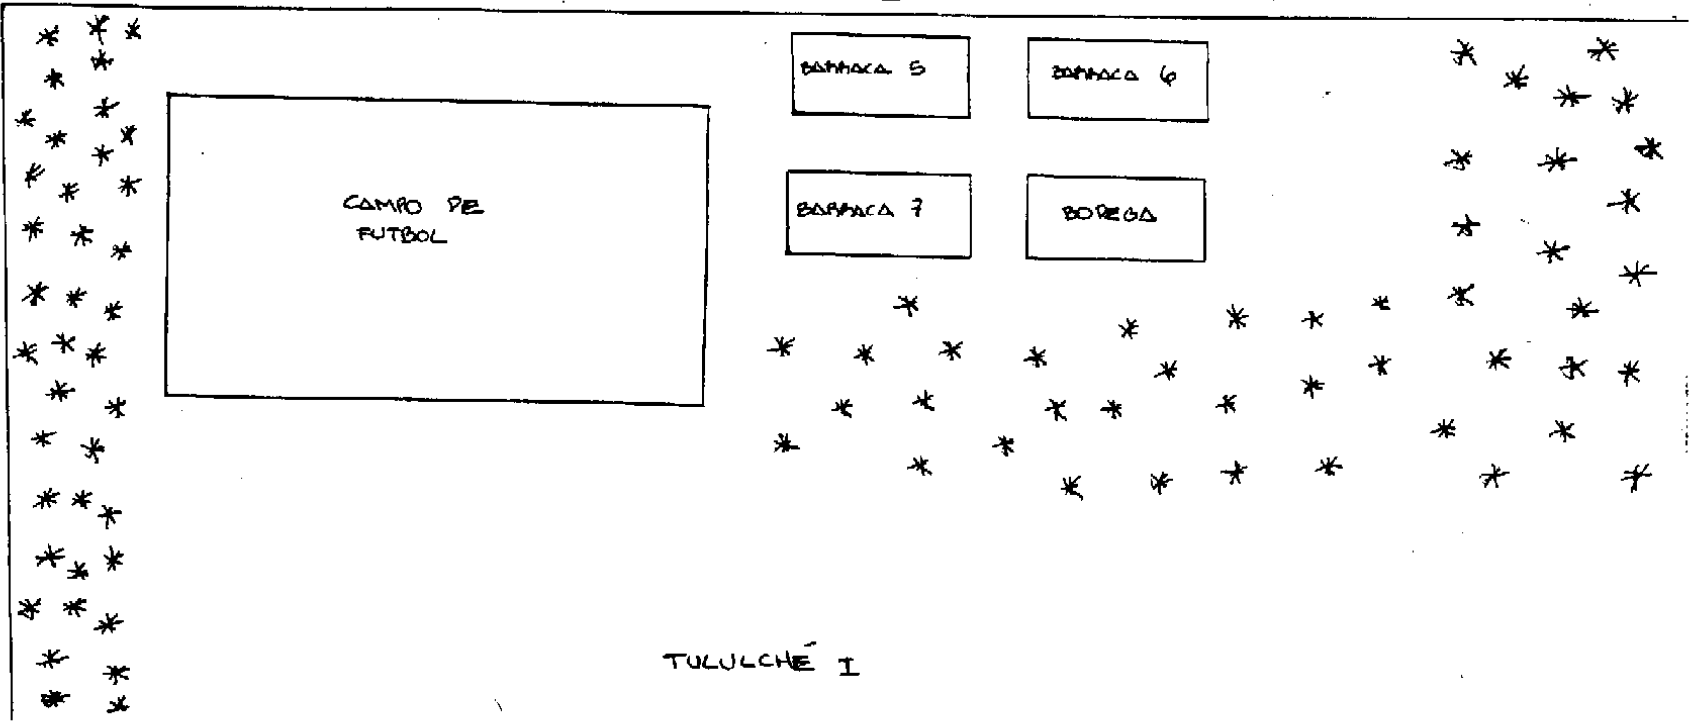 BARRACA 5
BARRACA 6
CAMPO DE
FUTBOL
BARRACA 7
BODEGA
TULULCHÉ I